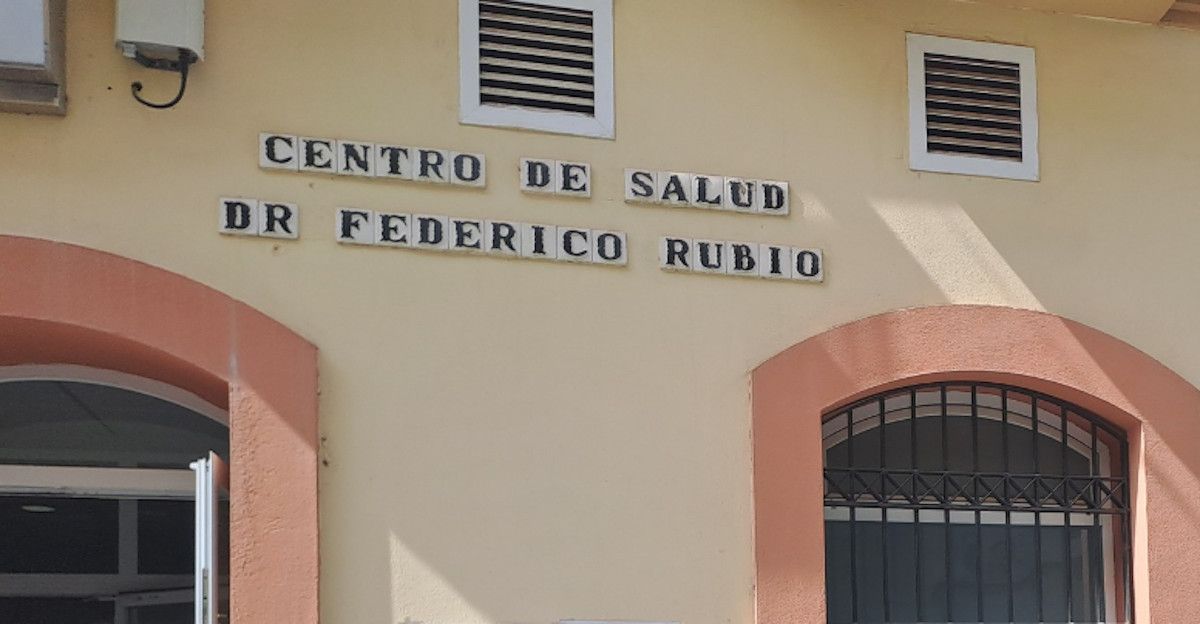 CENTRO DE SALUD
DR FEDERICO RUBIO